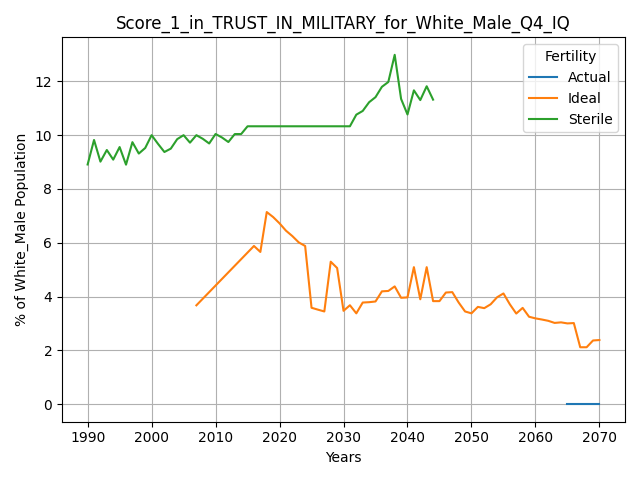 Score_1_in_TRUST_IN_MILITARY_for_White_Male_Q4_IQ
Fertility
Actual
Ideal
Sterile
% of White_Male Population
12
10
8
6
4
2
0
1990 2000 2010 2020 2030 2040 2050 2060 2070
Years